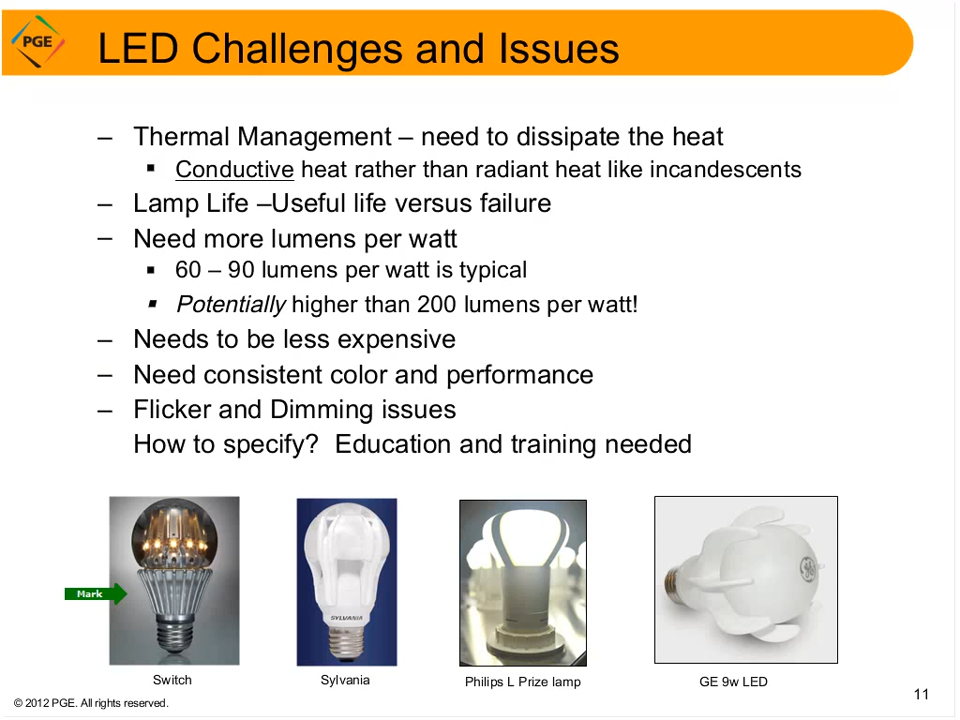 PGE
LED Challenges and Issues
– Thermal Management – need to dissipate the heat
▪ Conductive heat rather than radiant heat like incandescents
– Lamp Life –Useful life versus failure
– Need more lumens per watt
▪ 60 – 90 lumens per watt is typical
▪ Potentially higher than 200 lumens per watt!
– Needs to be less expensive
– Need consistent color and performance
– Flicker and Dimming issues
How to specify? Education and training needed
Mark
SYLVANIA
GE
Switch
Sylvania
Philips L Prize lamp
GE 9w LED
© 2012 PGE. All rights reserved.
11